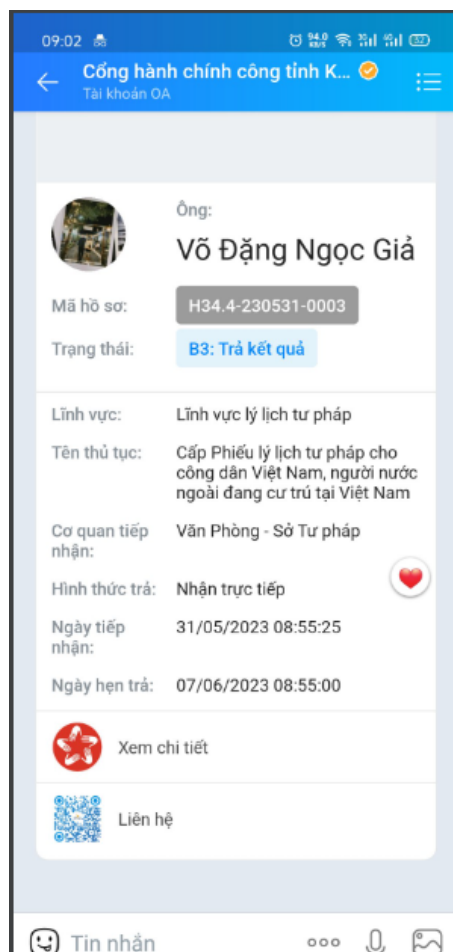 09:02
94.0
KB/S
57
Cổng hành chính công tỉnh K...
Tài khoản OA
Ông:
Võ Đặng Ngọc Giả
Mã hồ sơ:
H34.4-230531-0003
Trạng thái:
B3: Trả kết quả
Lĩnh vực:
Lĩnh vực lý lịch tư pháp
Tên thủ tục:
Cấp Phiếu lý lịch tư pháp cho
công dân Việt Nam, người nước
ngoài đang cư trú tại Việt Nam
Cơ quan tiếp
nhận:
Văn Phòng - Sở Tư pháp
Hình thức trả:
Nhận trực tiếp
Ngày tiếp
nhận:
31/05/2023 08:55:25
Ngày hẹn trả:
07/06/2023 08:55:00
Xem chi tiết
Liên hệ
Tin nhắn